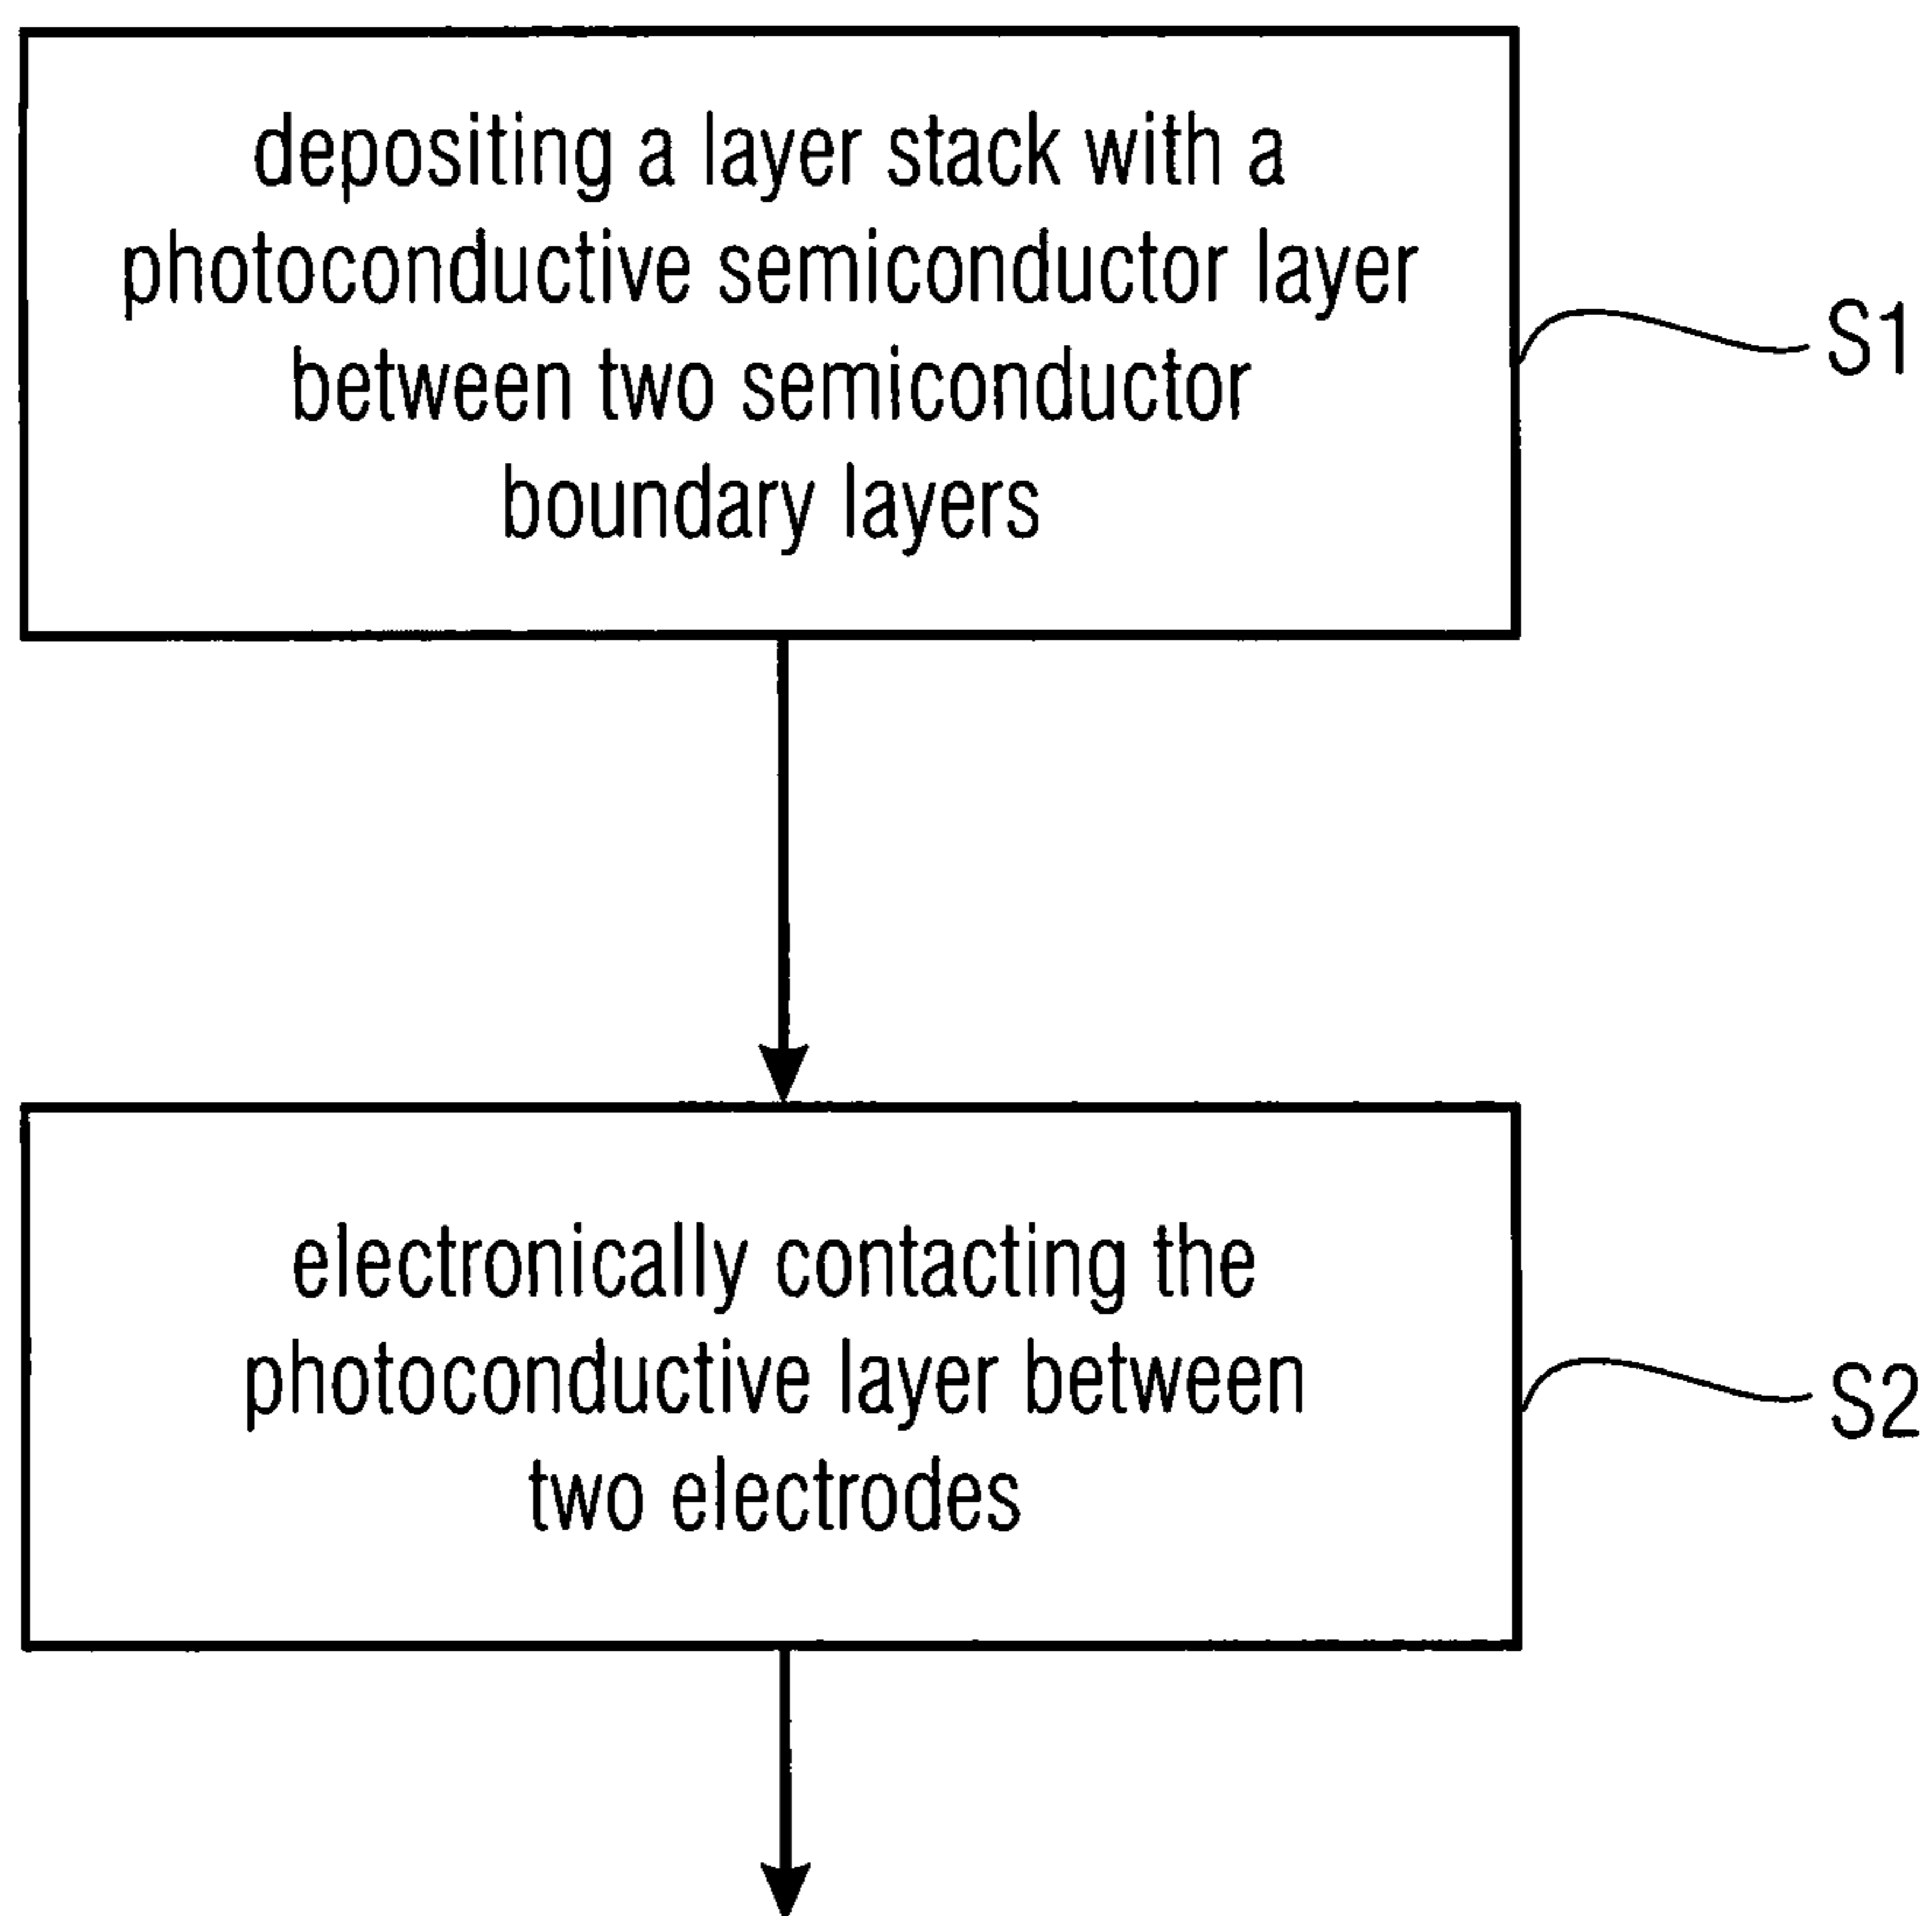 depositing a layer stack with a
photoconductive semiconductor layer
between two semiconductor
boundary layers
S1
electronically contacting the
photoconductive layer between
two electrodes
S2